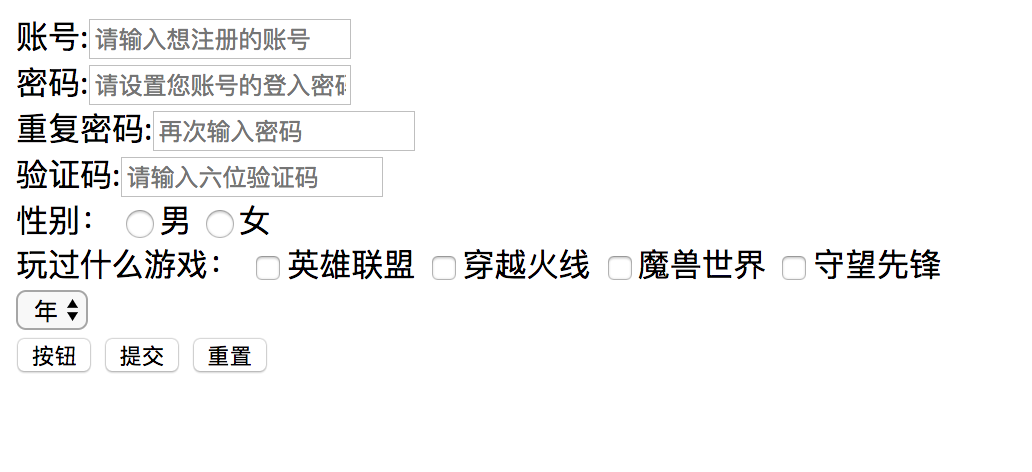 账号:请输入想注册的账号
密码:请设置您账号的登入密码
重复密码:再次输入密码
验证码:请输入六位验证码
性别： 男 女
玩过什么游戏： 英雄联盟 穿越火线 魔兽世界 守望先锋
年
按钮 提交 重置